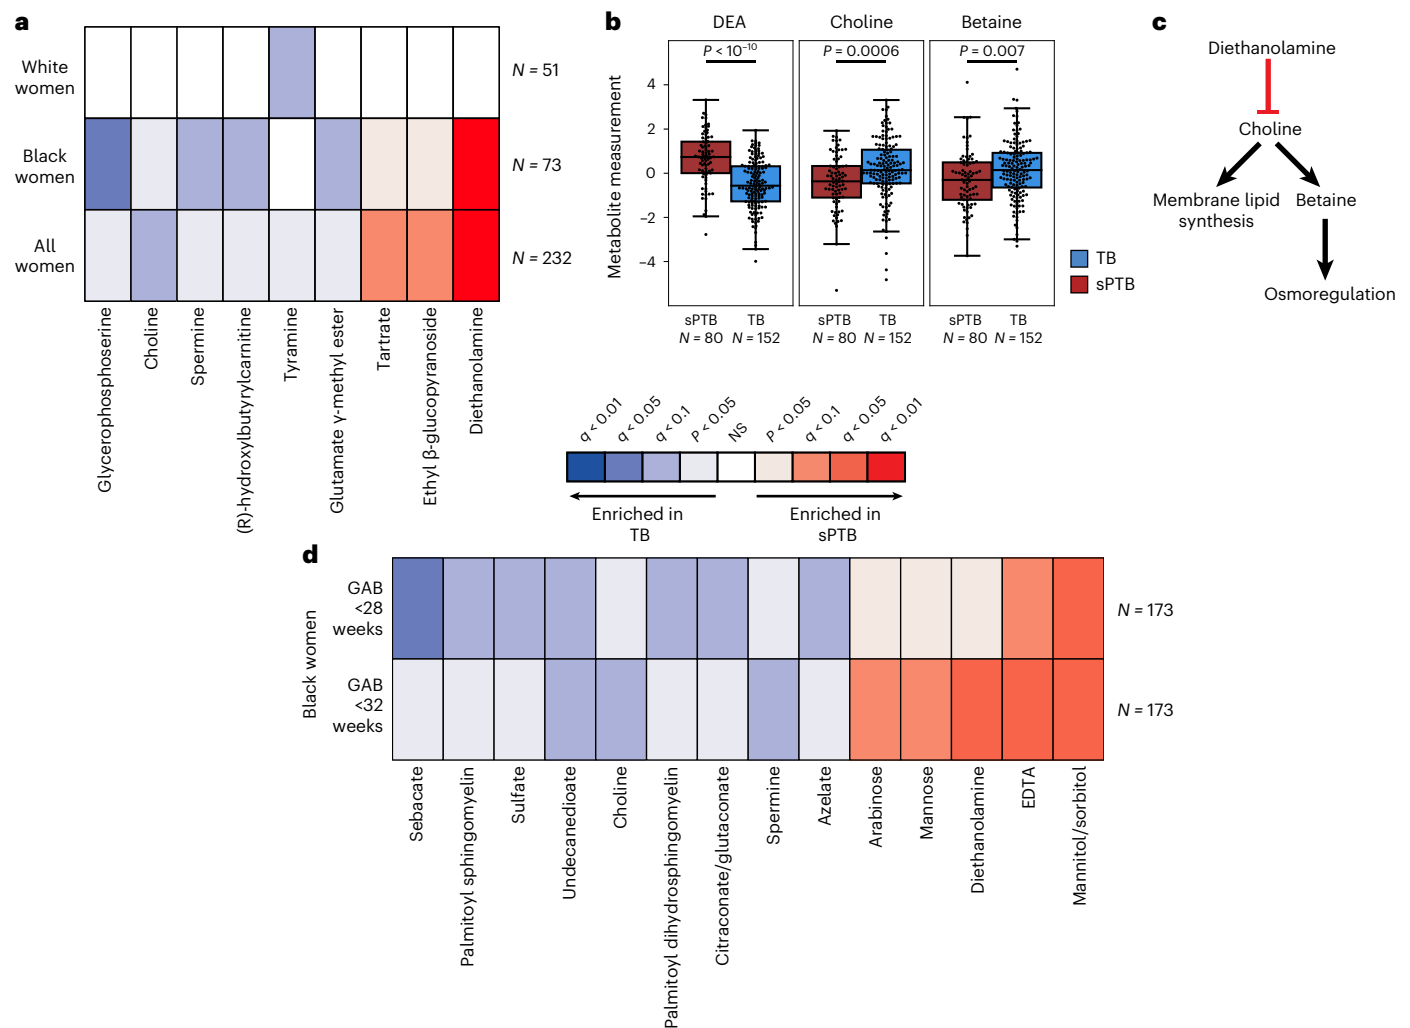 a
White
women
N = 51
Black
women
N = 73
All
women
N = 232
Glycerophosphoserine
Choline
Spermine
(R)-hydroxylbutyrylcarnitine
Tyramine
Glutamate γ-methyl ester
Tartrate
Ethyl β-glucopyranoside
Diethanolamine
b
DEA
Choline
Betaine
P < 10⁻¹⁰
P = 0.0006
P = 0.007
Metabolite measurement
4
2
0
−2
−4
sPTB
N = 80
TB
N = 152
sPTB
N = 80
TB
N = 152
sPTB
N = 80
TB
N = 152
TB
sPTB
c
Diethanolamine
Choline
Membrane lipid
synthesis
Betaine
Osmoregulation
q < 0.01
q < 0.05
q < 0.1
P < 0.05
NS
P < 0.05
q < 0.1
q < 0.05
q < 0.01
Enriched in
TB
Enriched in
sPTB
d
Black women
GAB
<28
weeks
N = 173
GAB
<32
weeks
N = 173
Sebacate
Palmitoyl sphingomyelin
Sulfate
Undecanedioate
Choline
Palmitoyl dihydrosphingomyelin
Citraconate/glutaconate
Spermine
Azelate
Arabinose
Mannose
Diethanolamine
EDTA
Mannitol/sorbitol